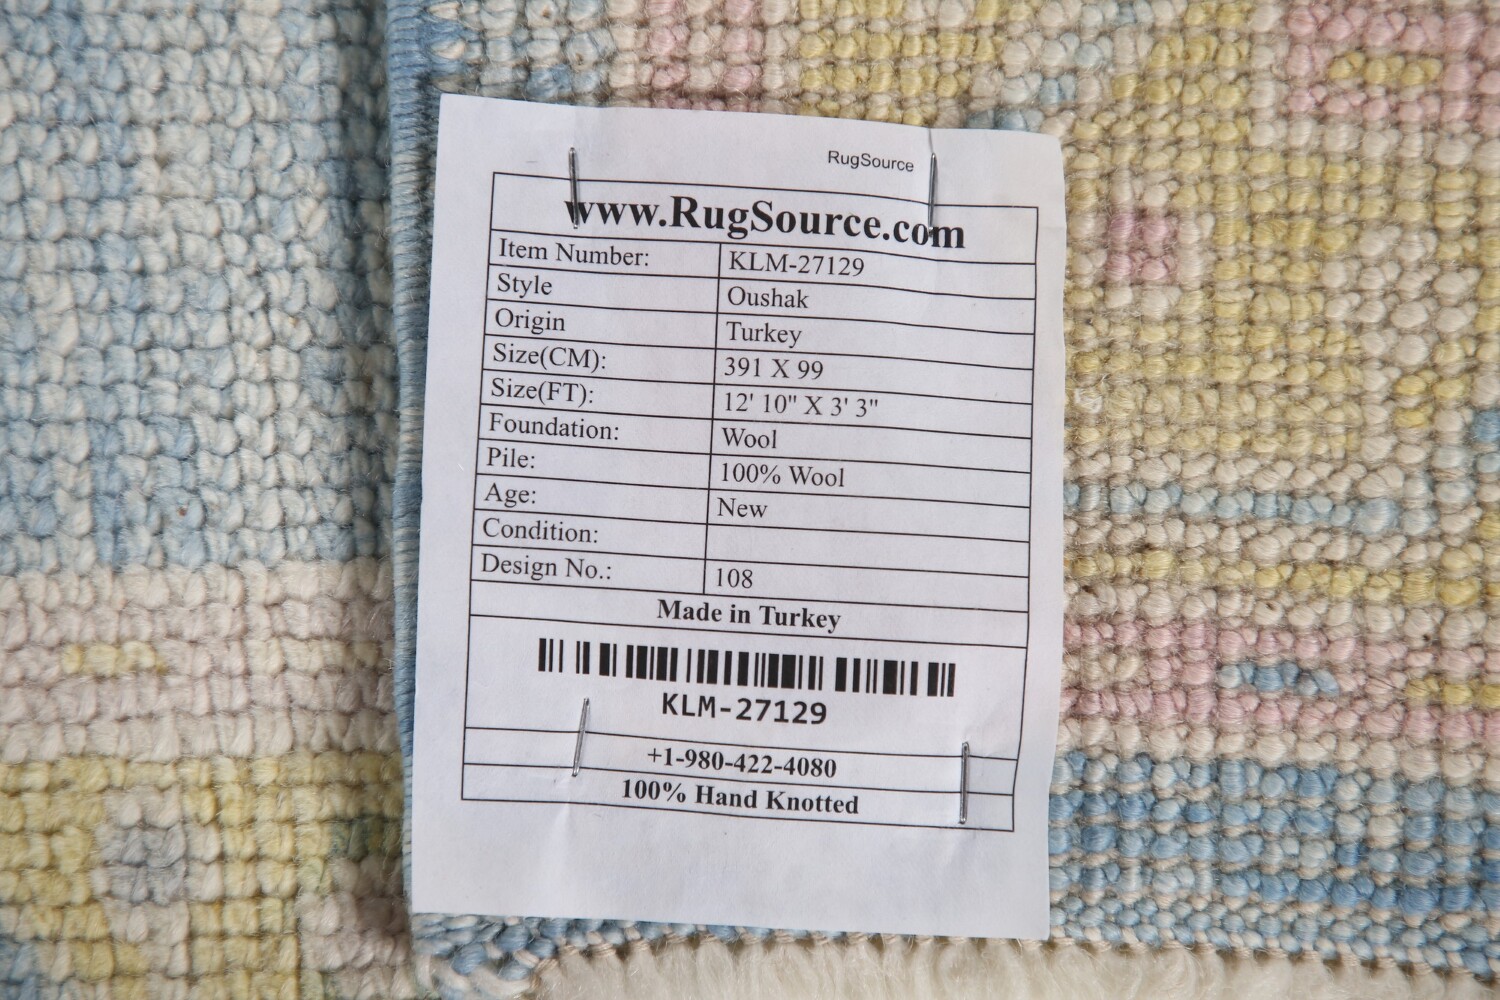 RugSource
www.RugSource.com
Item Number: KLM-27129
Style Oushak
Origin Turkey
Size(CM): 391 X 99
Size(FT): 12' 10" X 3' 3"
Foundation: Wool
Pile: 100% Wool
Age: New
Condition:
Design No.: 108
Made in Turkey
KLM-27129
+1-980-422-4080
100% Hand Knotted